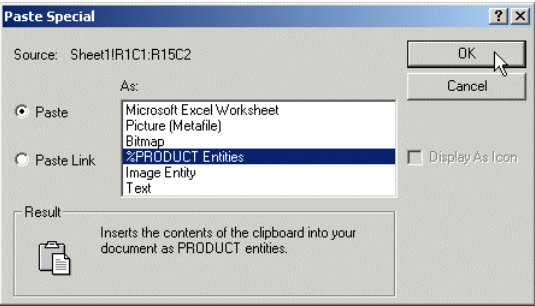 Paste Special
Source: Sheet1!R1C1:R15C2
OK
Cancel
As:
Paste
Paste Link
Microsoft Excel Worksheet
Picture (Metafile)
Bitmap
%PRODUCT Entities
Image Entity
Text
Display As Icon
Result
Inserts the contents of the clipboard into your
document as PRODUCT entities.